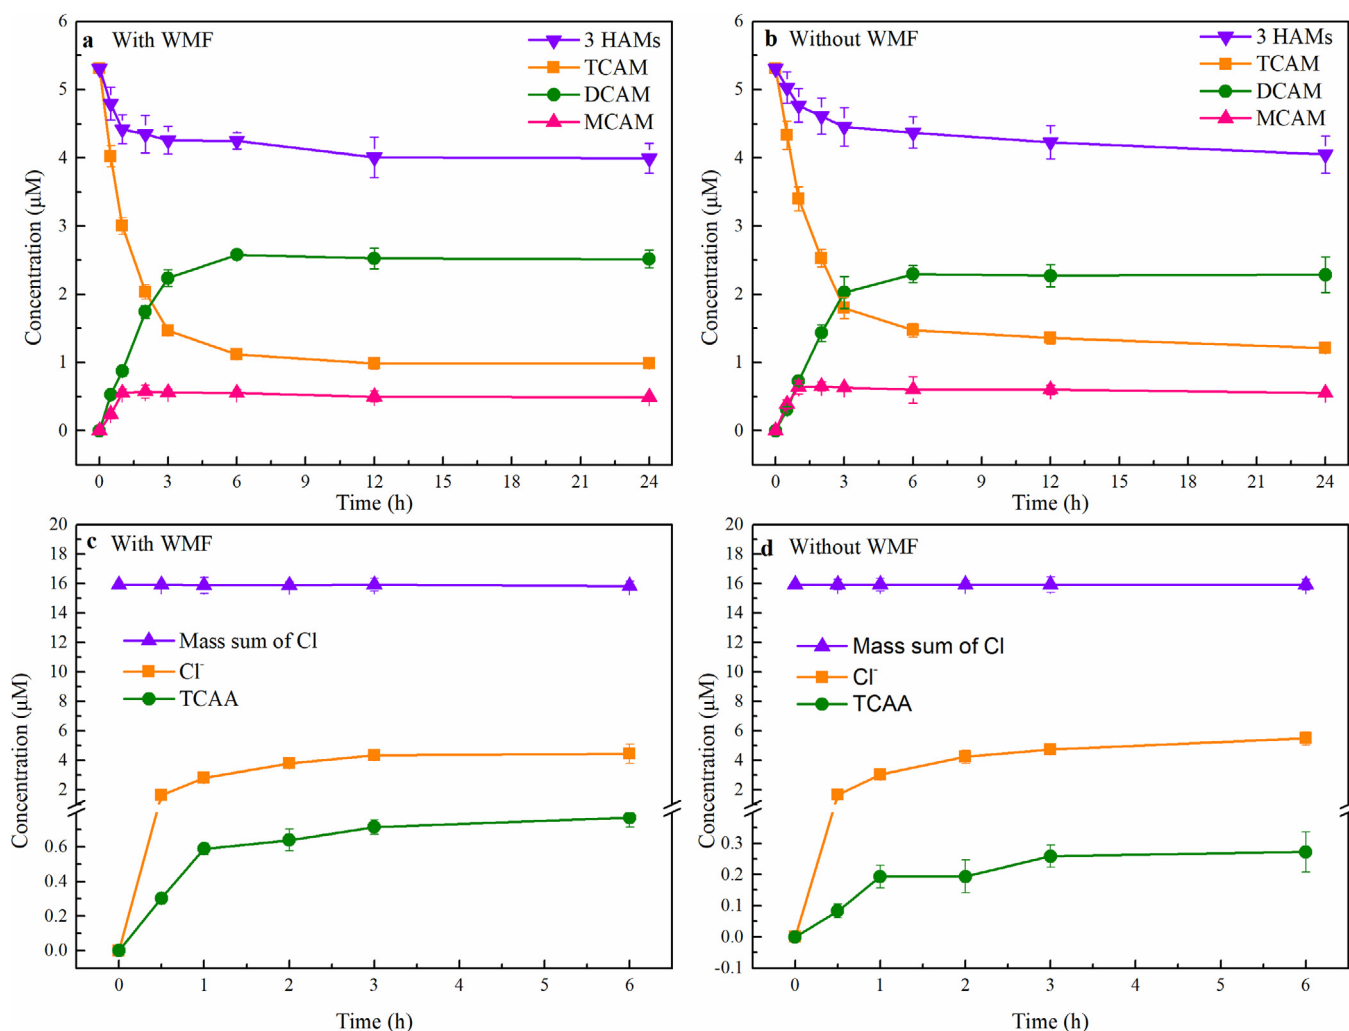 a With WMF
3 HAMs
TCAM
DCAM
MCAM
Concentration (μM)
6
5
4
3
2
1
0
0 3 6 9 12 15 18 21 24
Time (h)
b Without WMF
3 HAMs
TCAM
DCAM
MCAM
Concentration (μM)
6
5
4
3
2
1
0
0 3 6 9 12 15 18 21 24
Time (h)
c With WMF
Mass sum of Cl
Cl⁻
TCAA
Concentration (μM)
20
18
16
14
12
10
8
6
4
2
0.6
0.4
0.2
0.0
0 1 2 3 4 5 6
Time (h)
d Without WMF
Mass sum of Cl
Cl⁻
TCAA
Concentration (μM)
20
18
16
14
12
10
8
6
4
2
0.3
0.2
0.1
0.0
-0.1
0 1 2 3 4 5 6
Time (h)